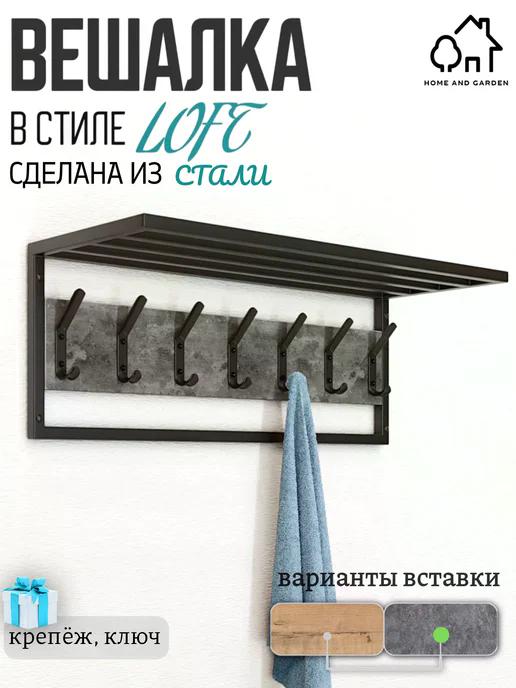 ВЕШАЛКА
HOME AND GARDEN
В СТИЛЕ LOFT
СДЕЛАНА ИЗ стали
варианты вставки
крепёж, ключ